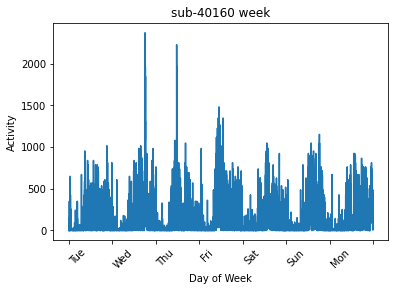 sub-40160 week
Activity
2000
1500
1000
500
0
Tue Wed Thu Fri Sat Sun Mon
Day of Week